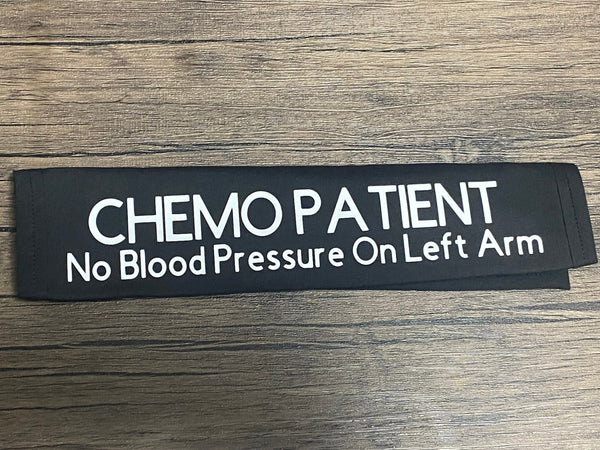 CHEMO PATIENT
No Blood Pressure On Left Arm